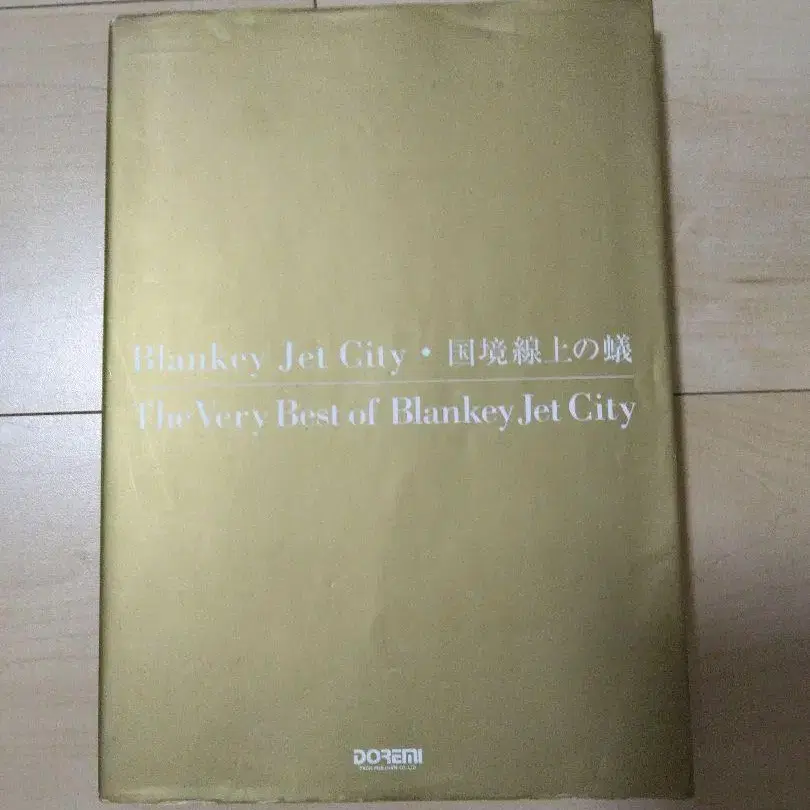 Blankey Jet City・国境線上の蟻
The Very Best of Blankey Jet City
DOREMI